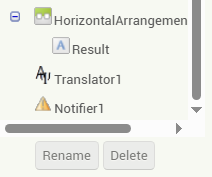 HorizontalArrangemen
Result
Translator1
Notifier1
Rename Delete